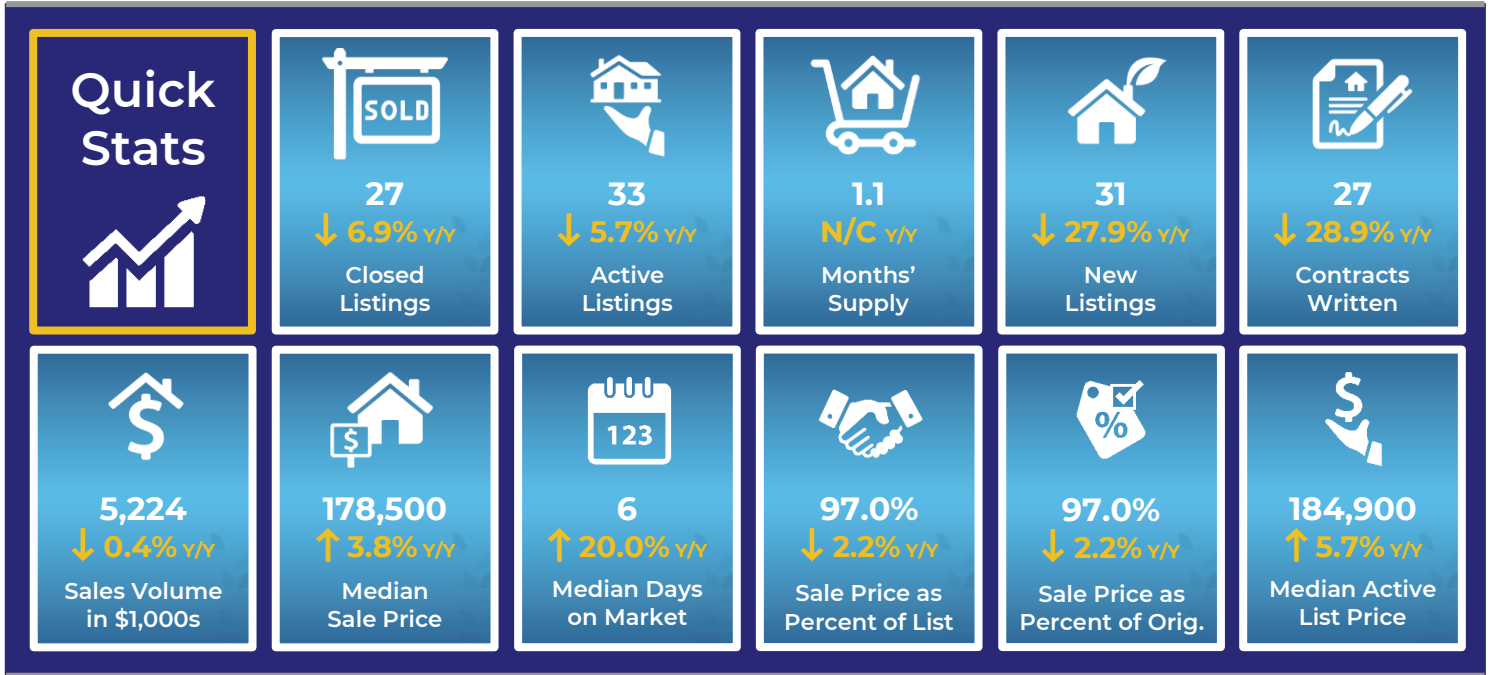 Quick
Stats
SOLD
27
↓ 6.9% Y/Y
Closed
Listings
33
↓ 5.7% Y/Y
Active
Listings
1.1
N/C Y/Y
Months’
Supply
31
↓ 27.9% Y/Y
New
Listings
27
↓ 28.9% Y/Y
Contracts
Written
$
5,224
↓ 0.4% Y/Y
Sales Volume
in $1,000s
$
178,500
↑ 3.8% Y/Y
Median
Sale Price
123
6
↑ 20.0% Y/Y
Median Days
on Market
97.0%
↓ 2.2% Y/Y
Sale Price as
Percent of List
%
97.0%
↓ 2.2% Y/Y
Sale Price as
Percent of Orig.
$
184,900
↑ 5.7% Y/Y
Median Active
List Price